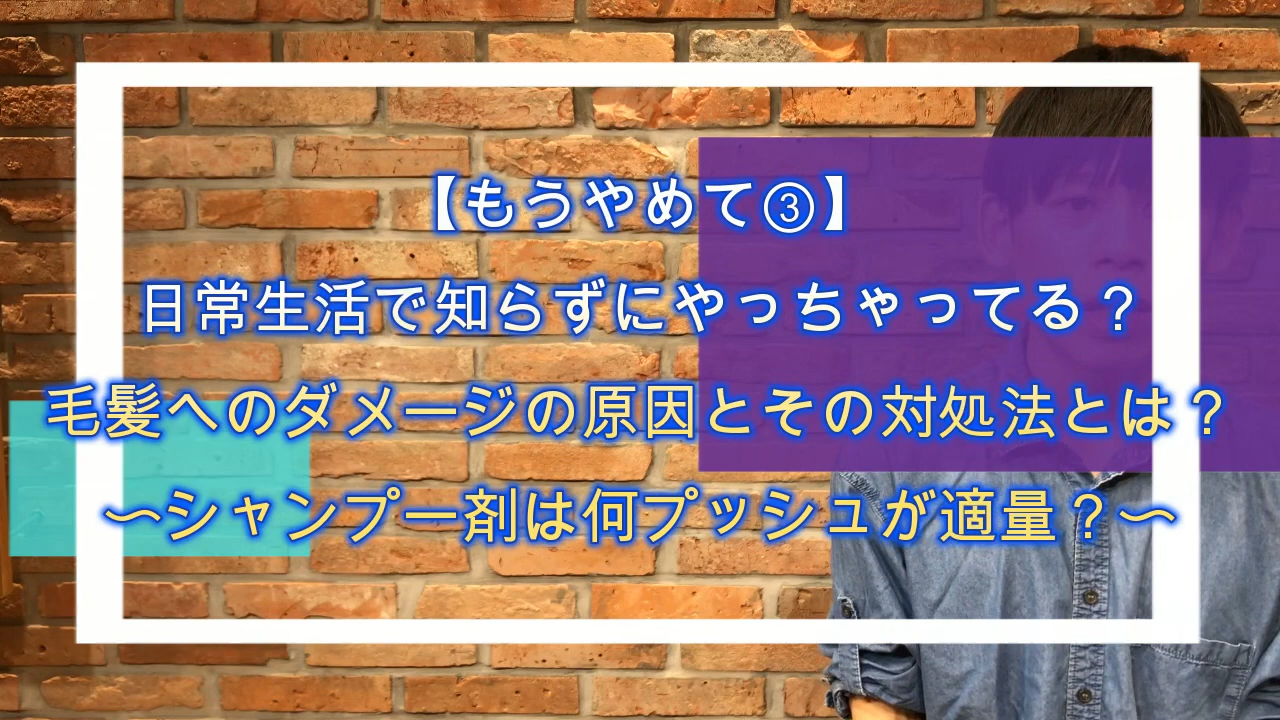 【もうやめて③】
日常生活で知らずにやっちゃってる？
毛髪へのダメージの原因とその対処法とは？
〜シャンプー剤は何プッシュが適量？〜